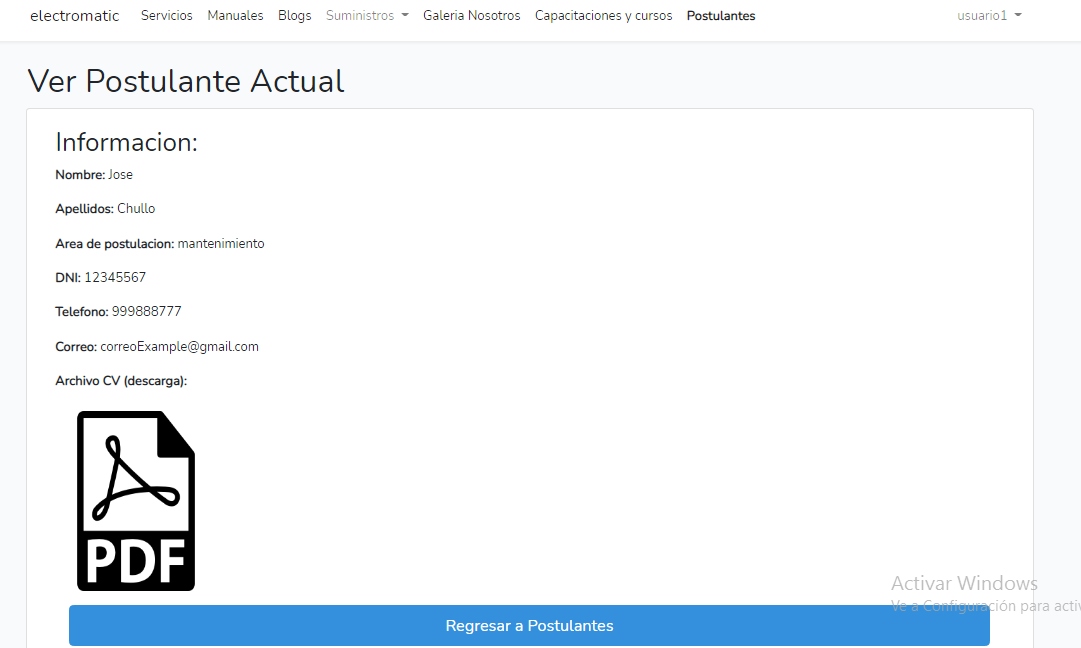 electromatic Servicios Manuales Blogs Suministros Galeria Nosotros Capacitaciones y cursos Postulantes usuario1
Ver Postulante Actual
Informacion:
Nombre: Jose
Apellidos: Chullo
Area de postulacion: mantenimiento
DNI: 12345567
Telefono: 999888777
Correo: correoExample@gmail.com
Archivo CV (descarga):
PDF
Activar Windows
Ve a Configuración para activ
Regresar a Postulantes